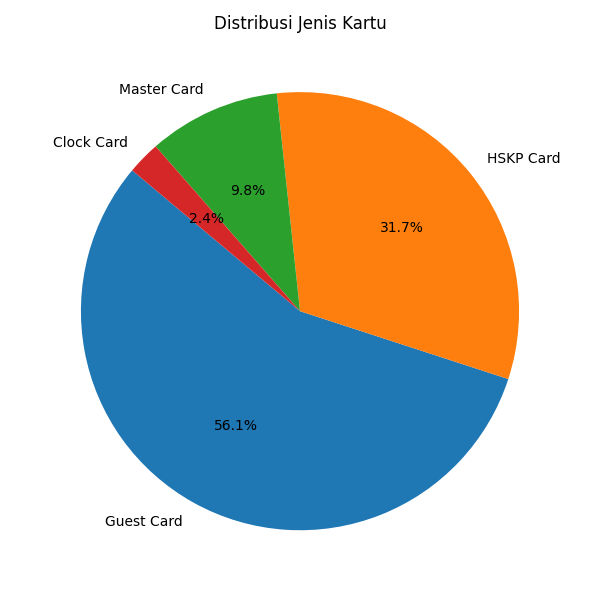 Distribusi Jenis Kartu
Master Card
Clock Card
HSKP Card
9.8%
2.4%
31.7%
56.1%
Guest Card